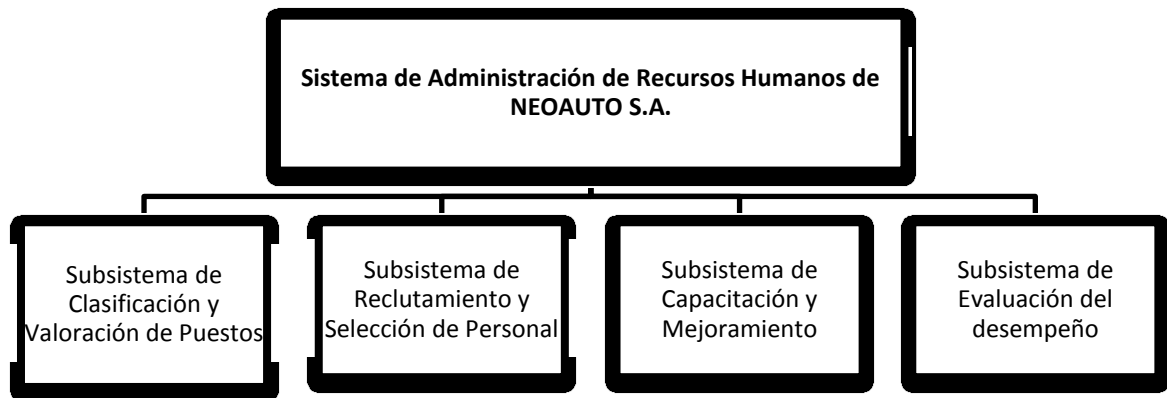 Sistema de Administración de Recursos Humanos de
NEOAUTO S.A.
Subsistema de
Clasificación y
Valoración de Puestos
Subsistema de
Reclutamiento y
Selección de Personal
Subsistema de
Capacitación y
Mejoramiento
Subsistema de
Evaluación del
desempeño